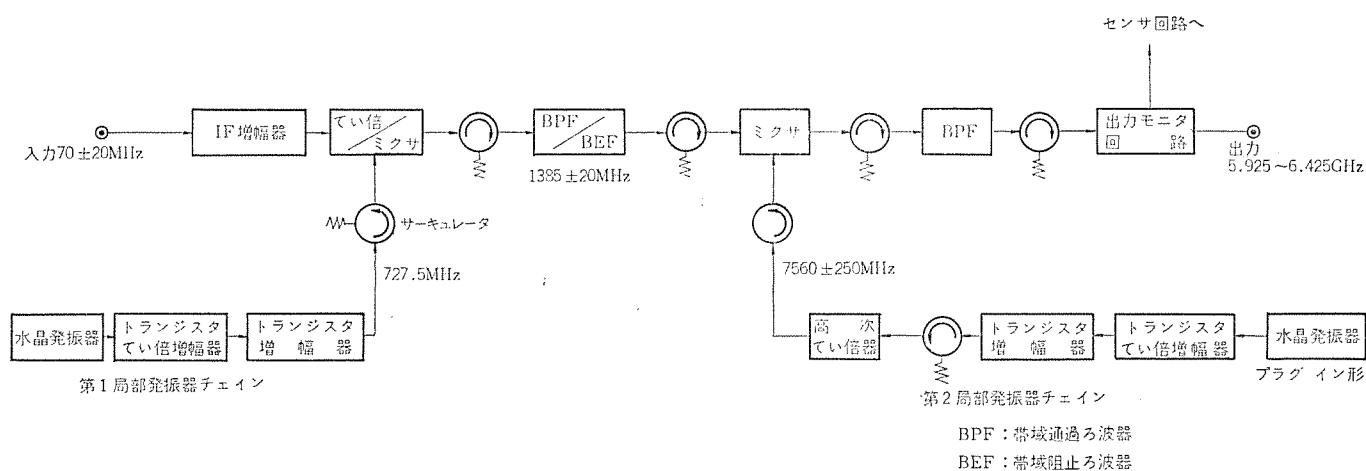 センサ回路へ
入力70±20MHz
IF増幅器
てい倍
ミクサ
BPF
BEF
1385±20MHz
ミクサ
BPF
出力モニタ
回路
出力
5.925~6.425GHz
サーキュレータ
727.5MHz
7560±250MHz
水晶発振器
トランジスタ
てい倍増幅器
トランジスタ
増幅器
高次
てい倍器
トランジスタ
増幅器
トランジスタ
てい倍増幅器
水晶発振器
第1局部発振器チェイン
第2局部発振器チェイン
プラグ イン形
BPF:帯域通過ろ波器
BEF:帯域阻止ろ波器